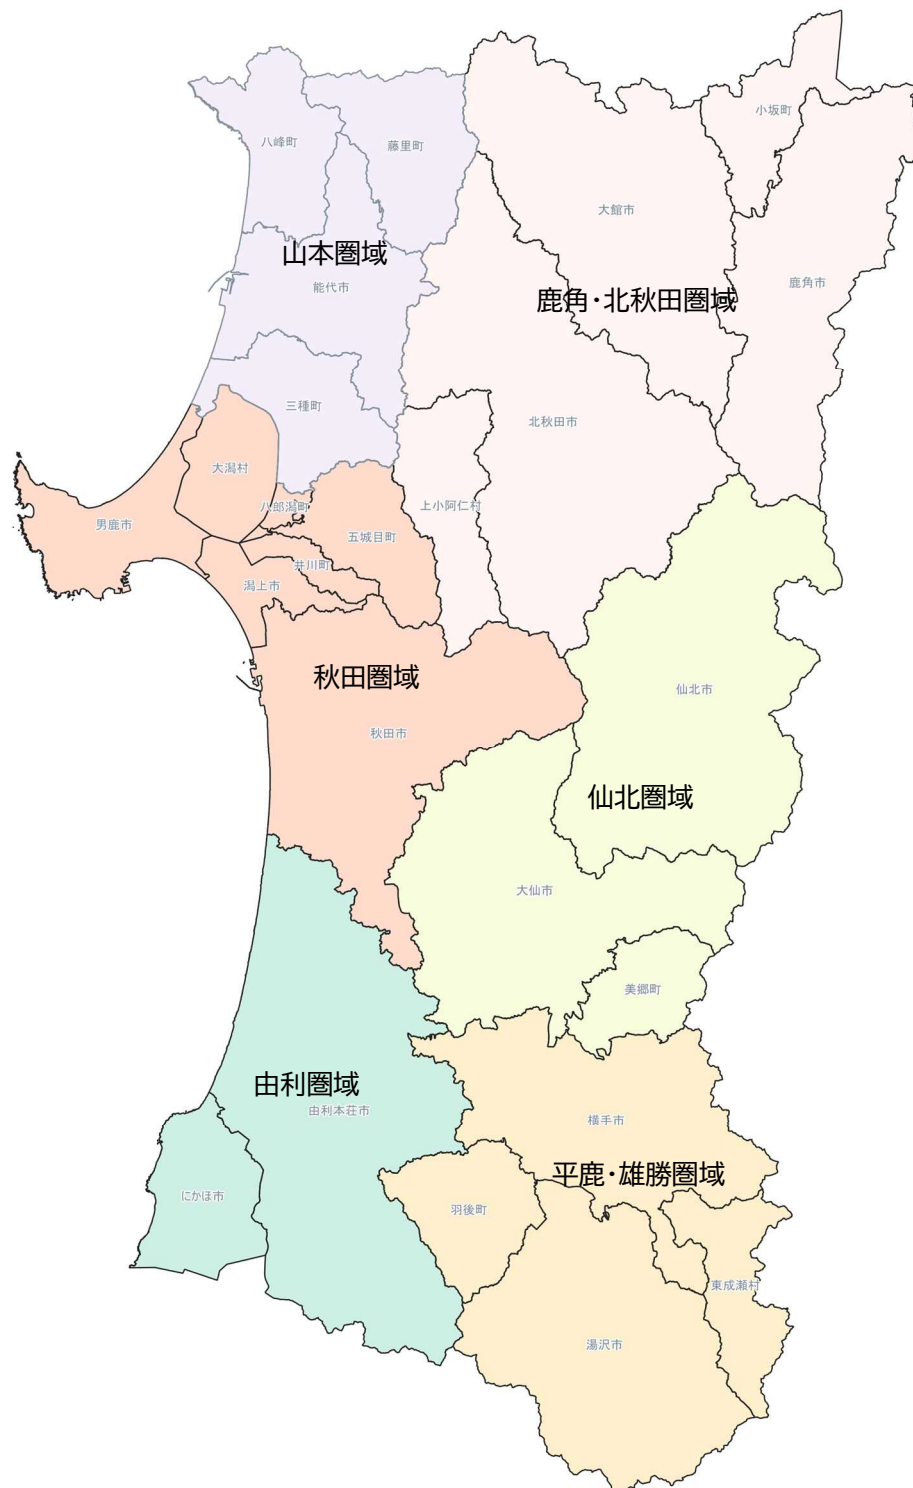 小坂町
八峰町
藤里町
大館市
山本圏域
鹿角市
能代市
鹿角・北秋田圏域
三種町
北秋田市
大潟村
八郎潟町
上小阿仁村
男鹿市
五城目町
井川町
潟上市
秋田圏域
仙北市
秋田市
仙北圏域
大仙市
美郷町
由利圏域
由利本荘市
横手市
平鹿・雄勝圏域
にかほ市
羽後町
東成瀬村
湯沢市